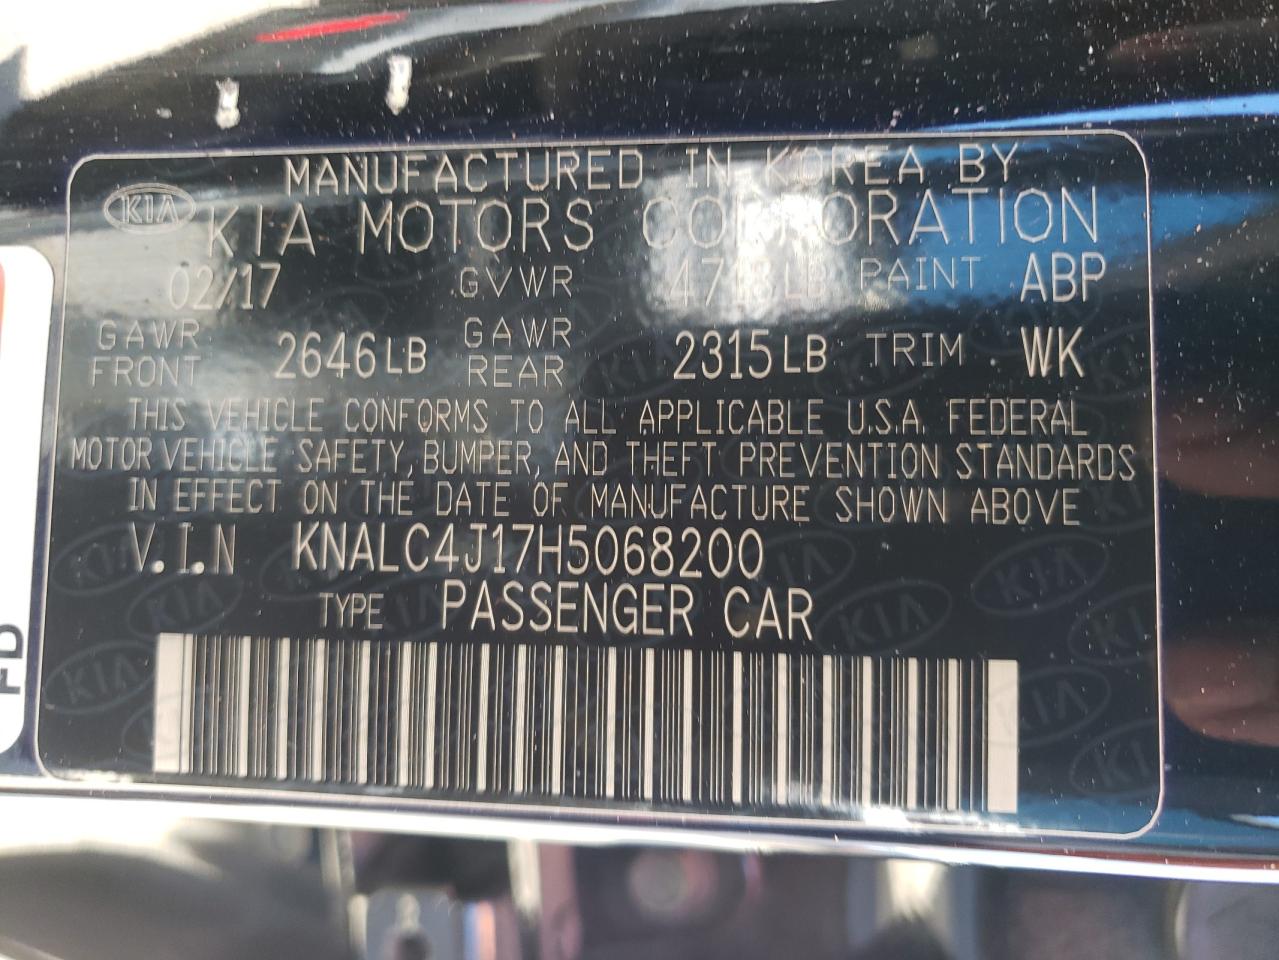 MANUFACTURED IN KOREA BY
KIA KIA MOTORS CORPORATION
02/17 GVWR PAINT ABP
GAWR FRONT 2646LB GAWR REAR 2315LB TRIM WK
THIS VEHICLE CONFORMS TO ALL APPLICABLE U.S.A. FEDERAL
MOTOR VEHICLE SAFETY, BUMPER, AND THEFT PREVENTION STANDARDS
IN EFFECT ON THE DATE OF MANUFACTURE SHOWN ABOVE
V.I.N KNALC4J17H5068200
TYPE PASSENGER CAR
FD